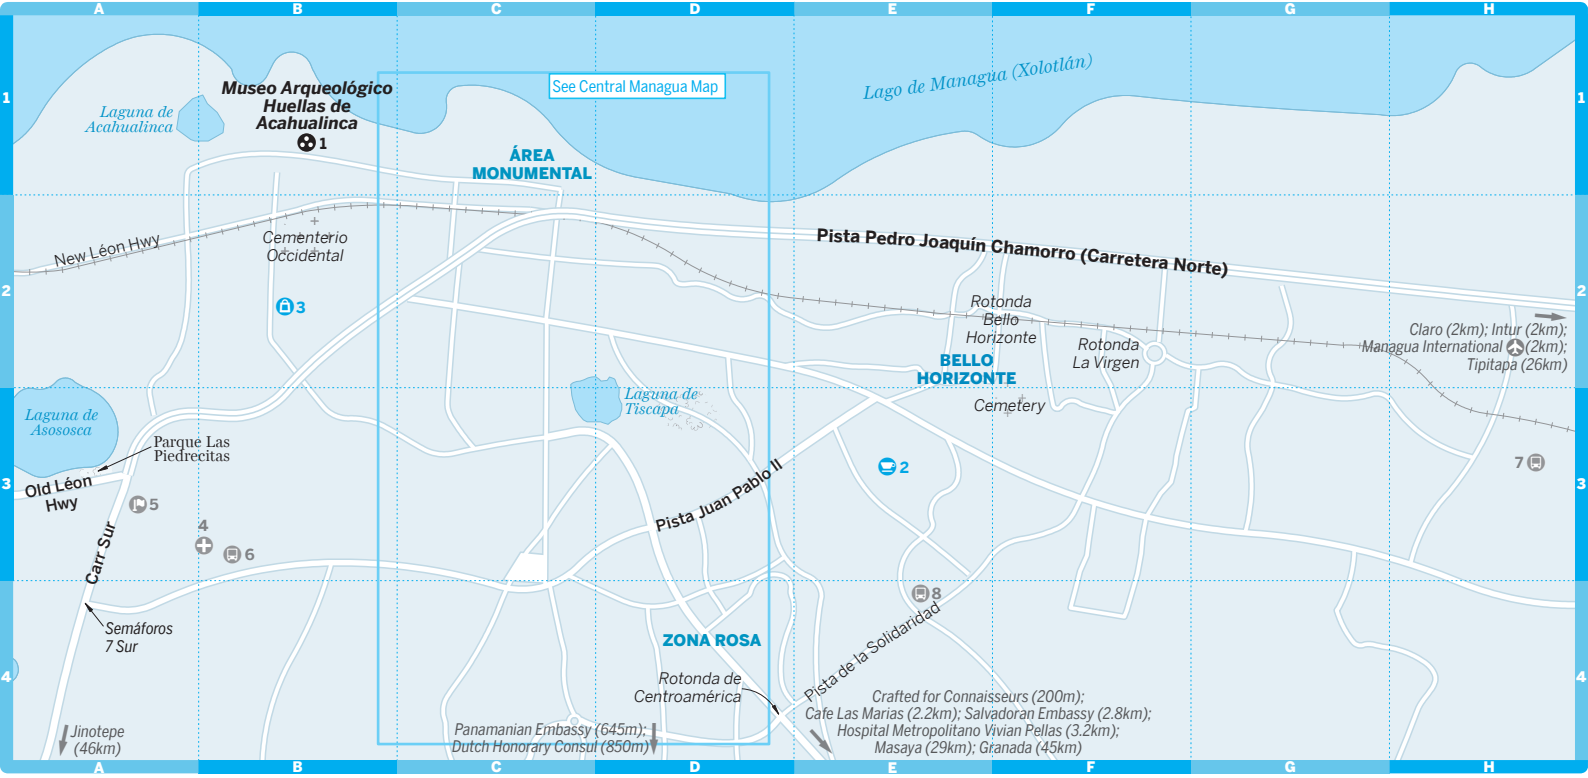 A B C D E F G H
1
1
2
2
3
3
4
4
See Central Managua Map
Lago de Managua (Xolotlán)
Museo Arqueológico
Huellas de
Acahualinca
1
Laguna de
Acahualinca
ÁREA
MONUMENTAL
New Léon Hwy
Cementerio
Occidental
3
Pista Pedro Joaquín Chamorro (Carretera Norte)
Rotonda
Bello
Horizonte
Rotonda
La Virgen
BELLO
HORIZONTE
Cemetery
Claro (2km); Intur (2km);
Managua International (2km);
Tipitapa (26km)
Laguna de
Tiscapa
Laguna de
Asososca
Parque Las
Piedrecitas
Old Léon
Hwy
5
4
6
Carr Sur
Pista Juan Pablo II
2
7
8
Semáforos
7 Sur
ZONA ROSA
Rotonda de
Centroamérica
Pista de la Solidaridad
Jinotepe
(46km)
Panamanian Embassy (645m);
Dutch Honorary Consul (850m)
Crafted for Connaisseurs (200m);
Cafe Las Marias (2.2km); Salvadoran Embassy (2.8km);
Hospital Metropolitano Vivian Pellas (3.2km);
Masaya (29km); Granada (45km)
A B C D E F G H